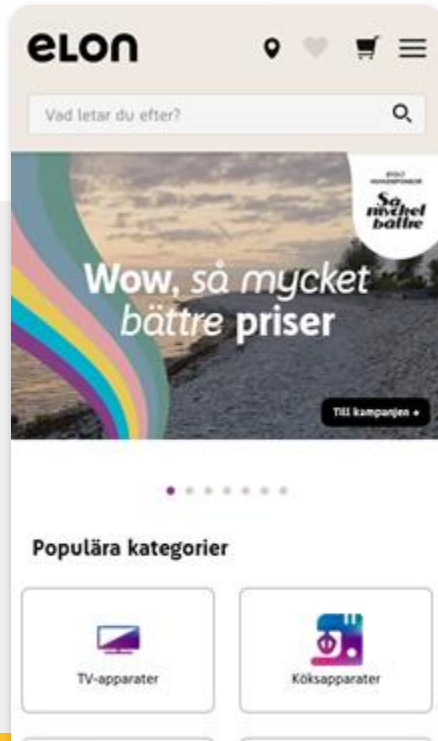 eLon
Vad letar du efter?
Så
mycket
bättre
Wow, så mycket
bättre priser
Till kampanjen
Populära kategorier
TV-apparater
Köksapparater